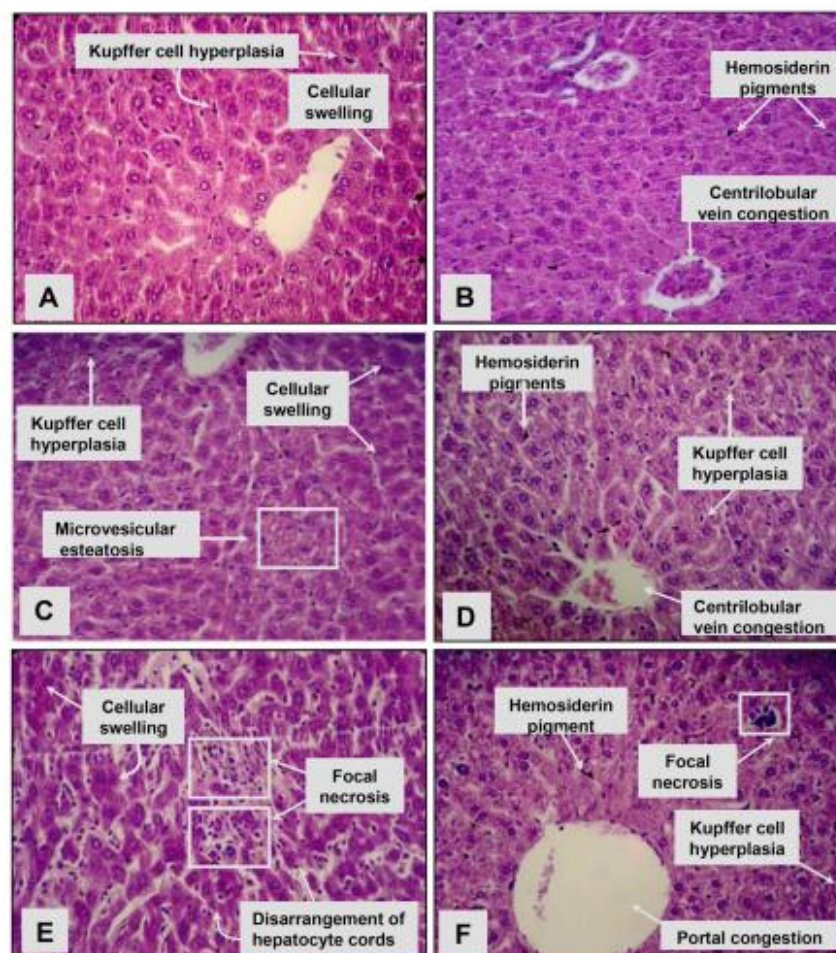 Kupffer cell hyperplasia
Cellular
swelling
A
Hemosiderin
pigments
Centrilobular
vein congestion
B
Kupffer cell
hyperplasia
Cellular
swelling
Microvesicular
esteatosis
C
Hemosiderin
pigments
Kupffer cell
hyperplasia
Centrilobular
vein congestion
D
Cellular
swelling
Focal
necrosis
Disarrangement of
hepatocyte cords
E
Hemosiderin
pigment
Focal
necrosis
Kupffer cell
hyperplasia
Portal congestion
F